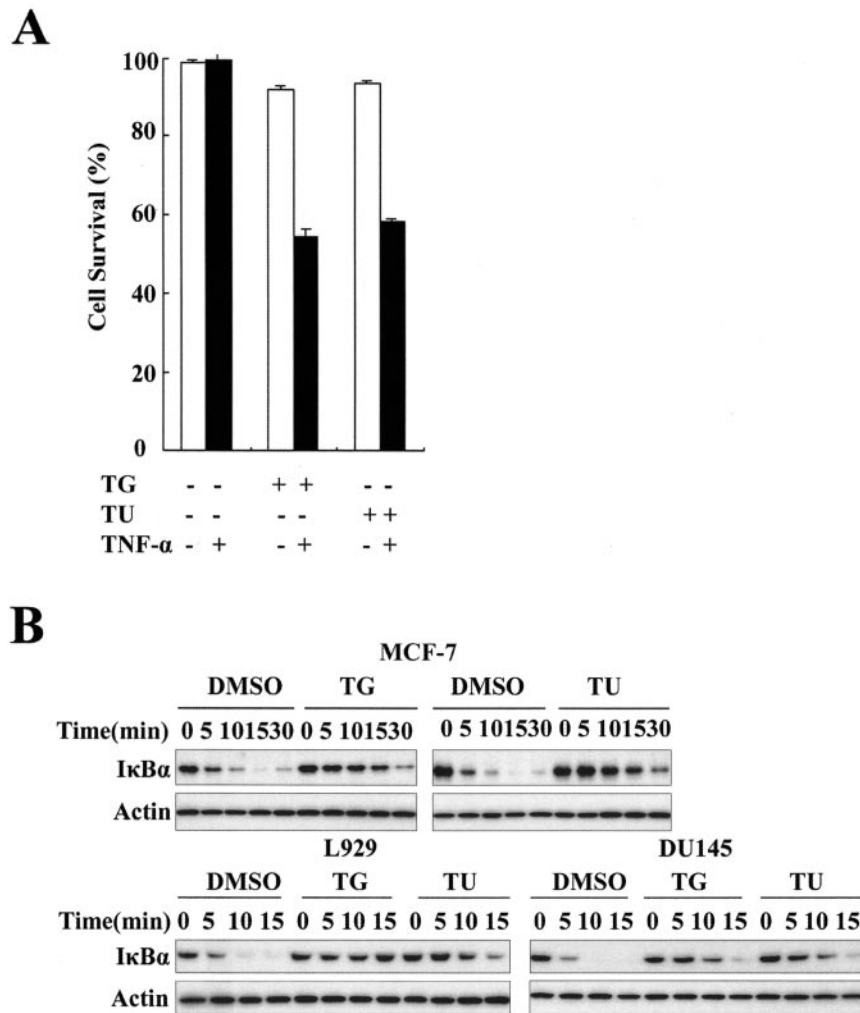 A
Cell Survival (%)
100
80
60
40
20
0
TG - - + + - -
TU - - - - + +
TNF-α - + - + - +
B
MCF-7
DMSO TG DMSO TU
Time(min) 0 5 101530 0 5 101530 0 5 101530 0 5 101530
IκBα
Actin
L929 DU145
DMSO TG TU DMSO TG TU
Time(min) 0 5 10 15 0 5 10 15 0 5 10 15 0 5 10 15 0 5 10 15 0 5 10 15
IκBα
Actin